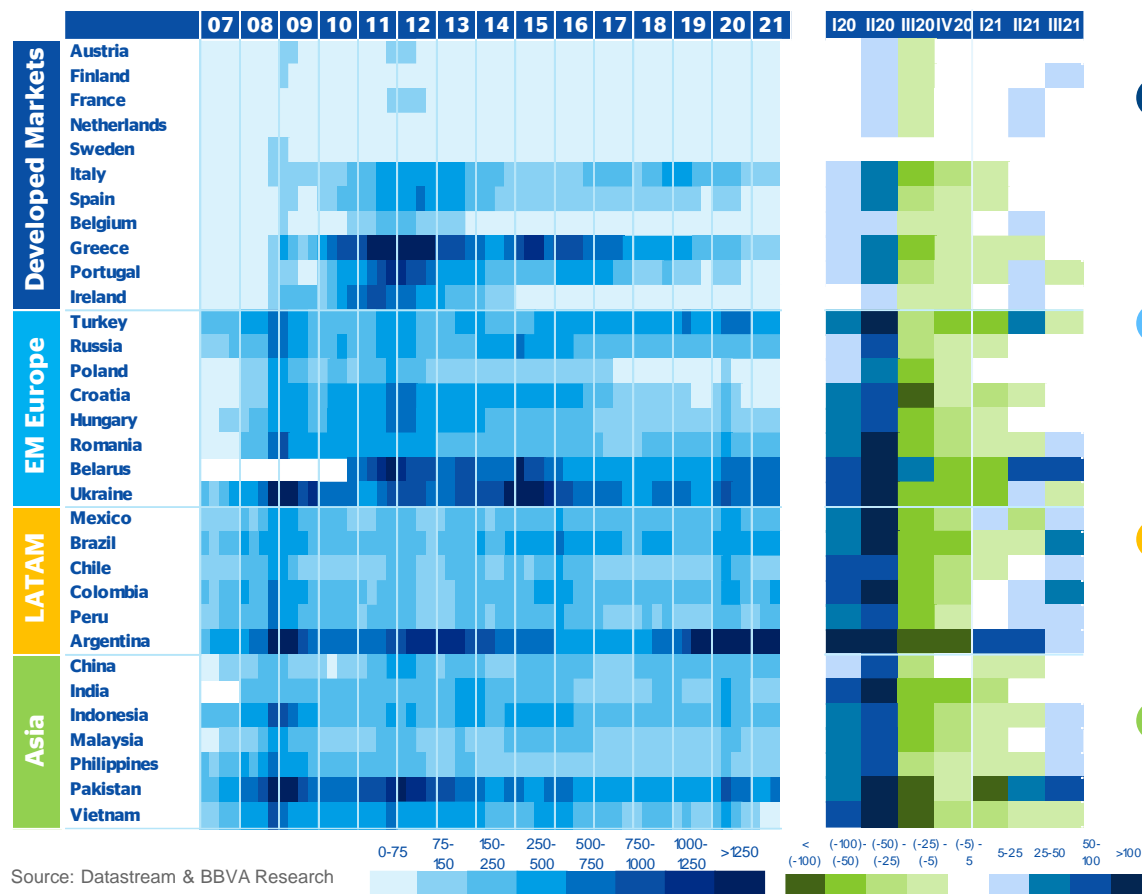 07 08 09 10 11 12 13 14 15 16 17 18 19 20 21 I20 II20 III20 IV20 I21 II21 III21
Developed Markets
Austria
Finland
France
Netherlands
Sweden
Italy
Spain
Belgium
Greece
Portugal
Ireland
EM Europe
Turkey
Russia
Poland
Croatia
Hungary
Romania
Belarus
Ukraine
LATAM
Mexico
Brazil
Chile
Colombia
Peru
Argentina
Asia
China
India
Indonesia
Malaysia
Philippines
Pakistan
Vietnam
0-75 75-150 150-250 250-500 500-750 750-1000 1000-1250 >1250
< (-100) (-100)-(-50) (-50) - (-25) (-25) - (-5) (-5) - 5 5-25 25-50 50-100 >100
Source: Datastream & BBVA Research